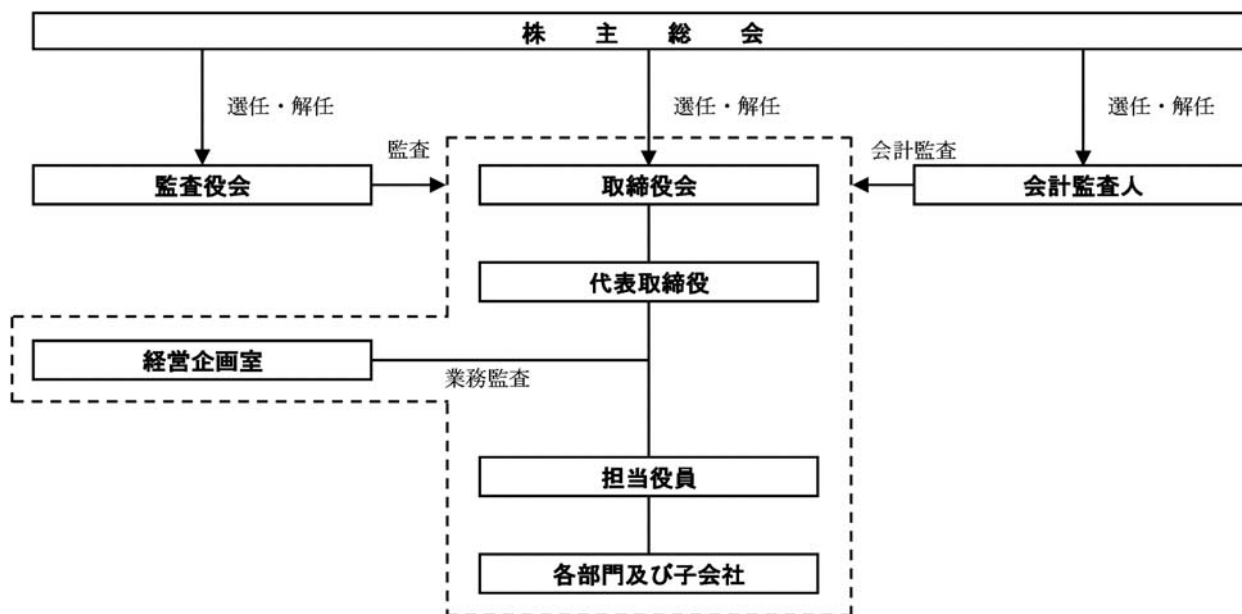 株主総会
選任・解任
選任・解任
選任・解任
監査
会計監査
監査役会
取締役会
会計監査人
代表取締役
経営企画室
業務監査
担当役員
各部門及び子会社